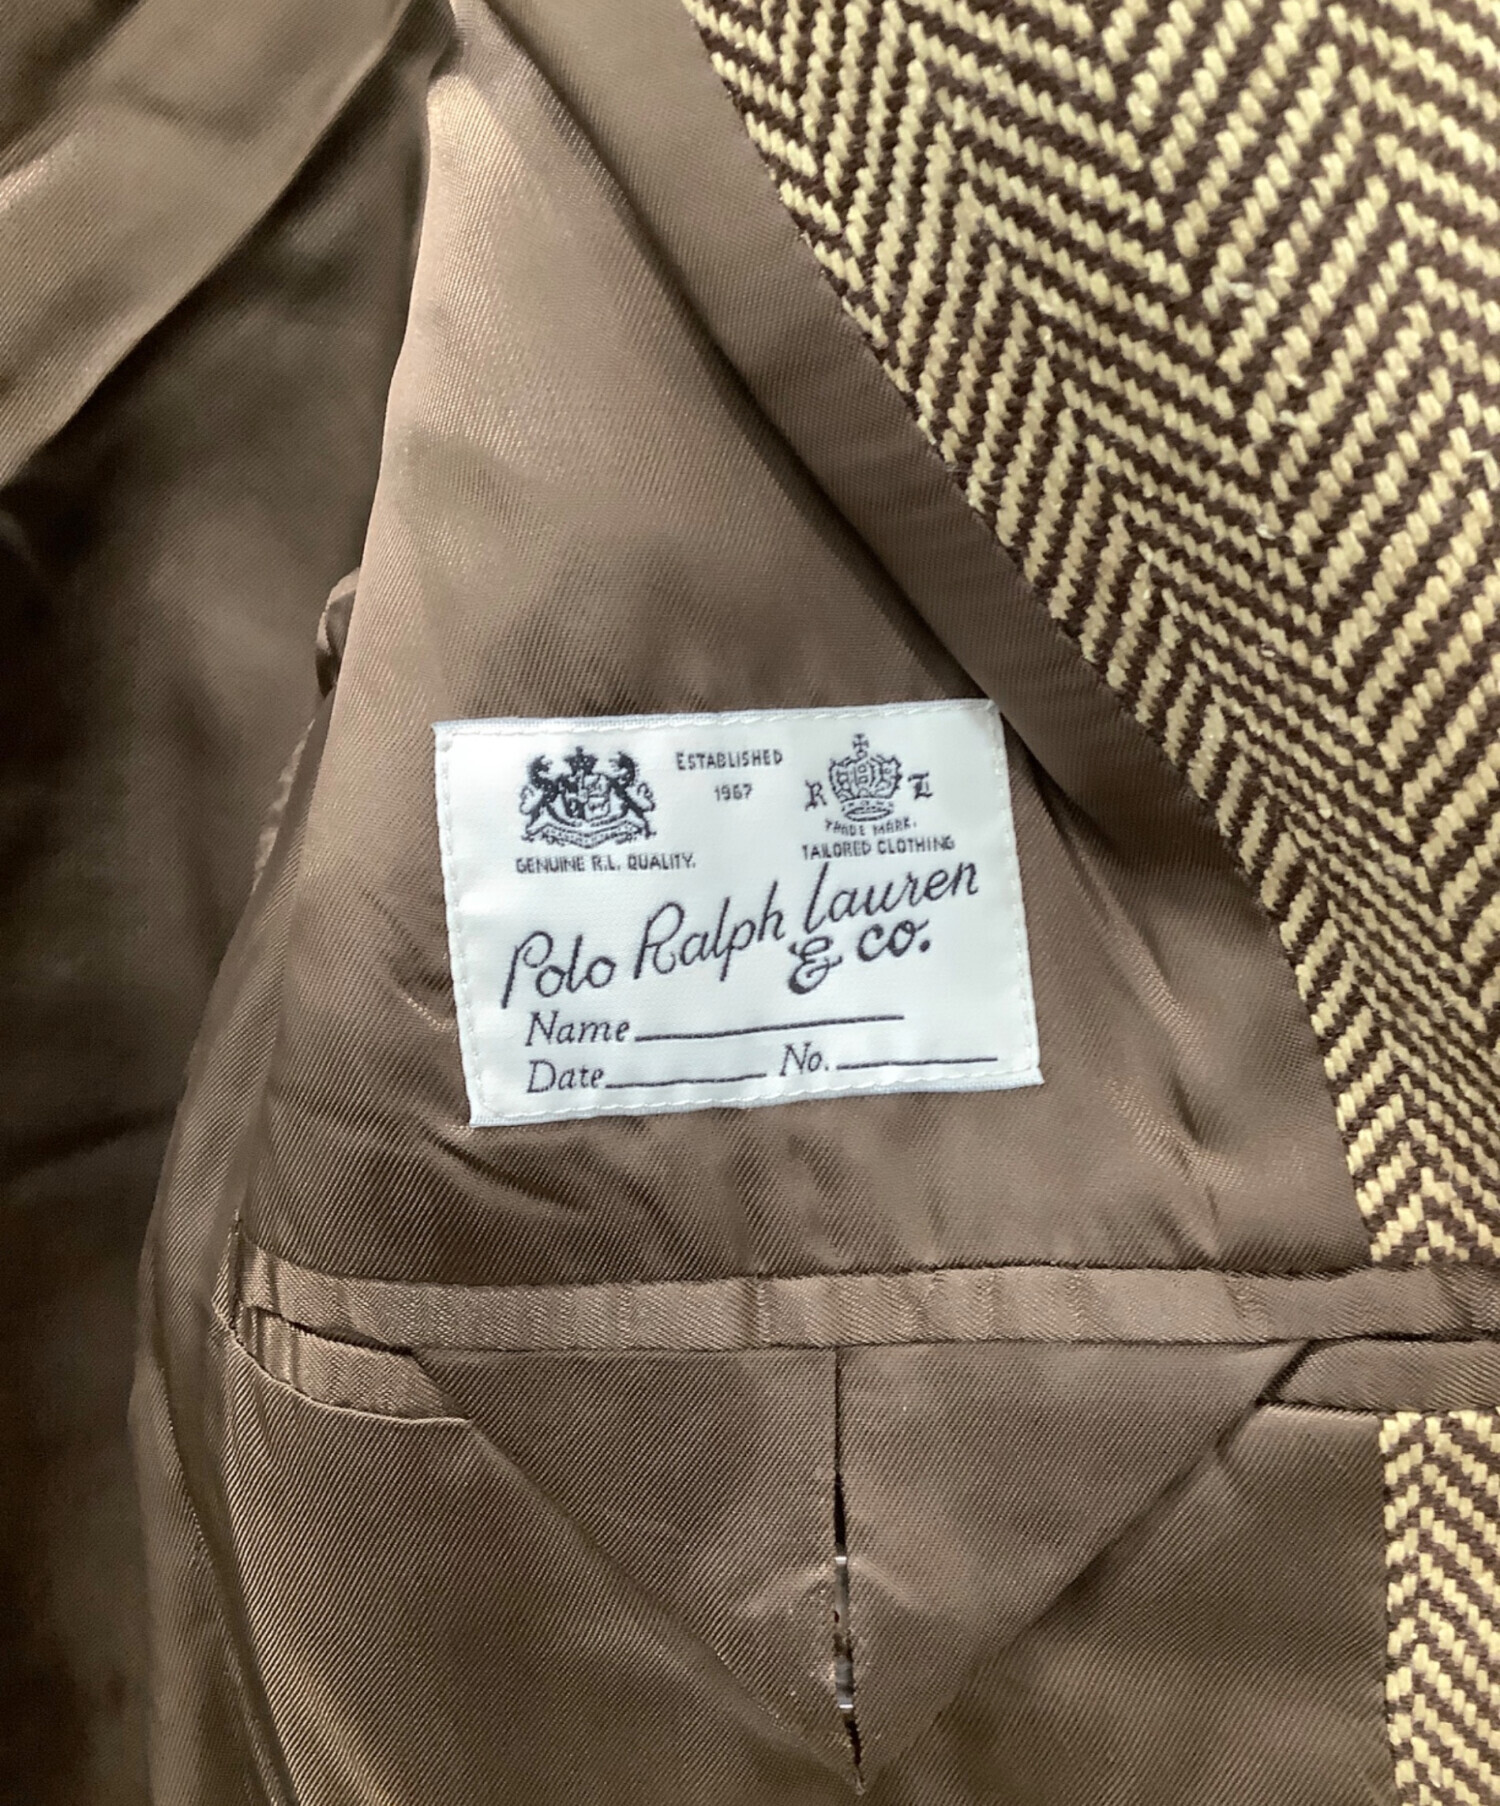 ESTABLISHED
1967
R L
TRADE MARK.
GENUINE R.L. QUALITY.
TAILORED CLOTHING
Polo Ralph Lauren
& co.
Name
Date No.